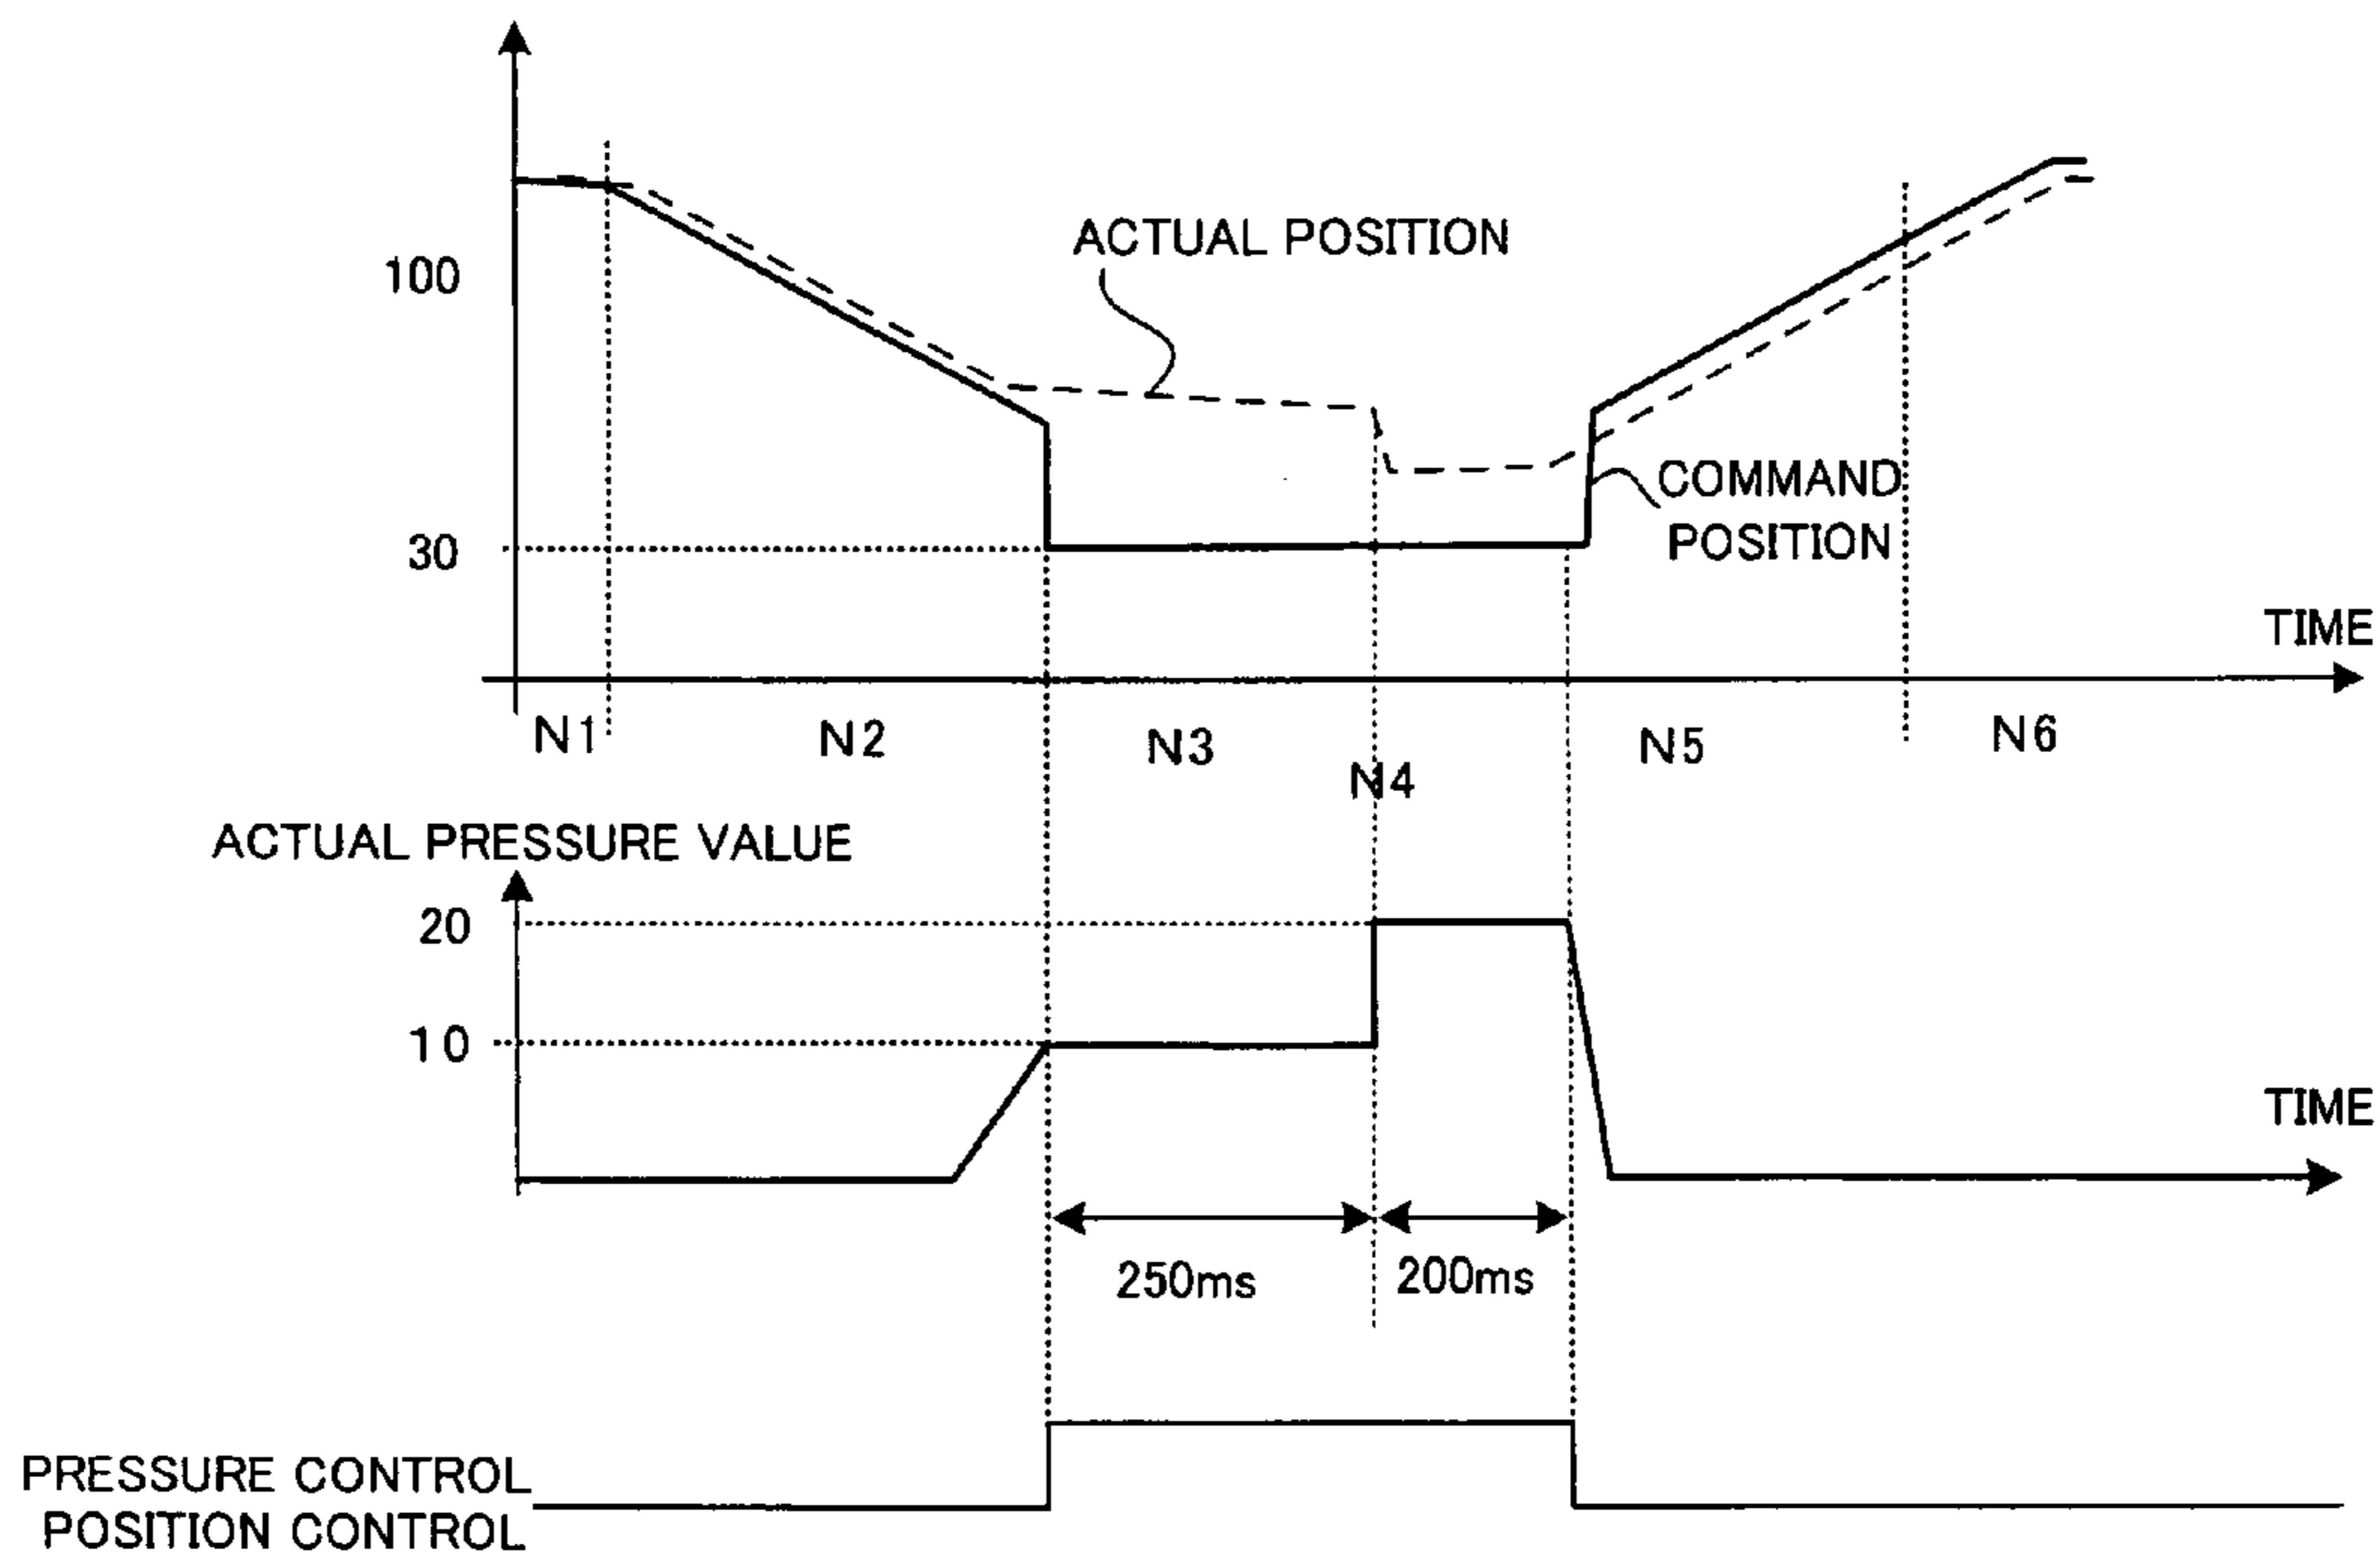 ACTUAL POSITION
100
COMMAND
POSITION
30
TIME
N1
N2
N3
N4
N5
N6
ACTUAL PRESSURE VALUE
20
10
TIME
250ms
200ms
PRESSURE CONTROL
POSITION CONTROL